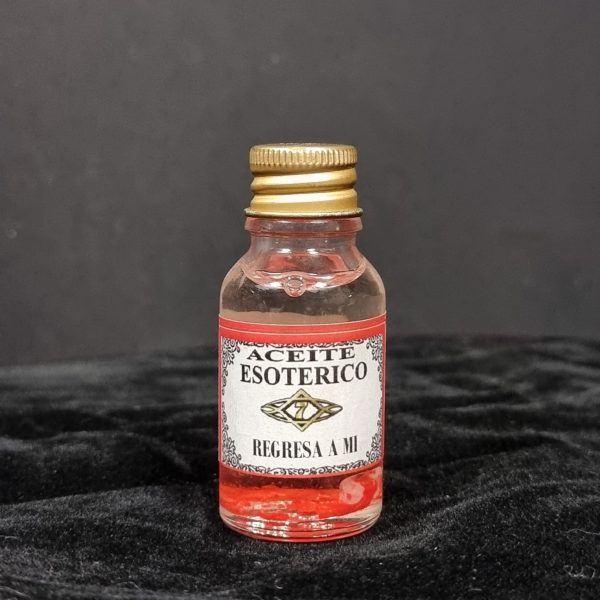 ACEITE
ESOTERICO
7
REGRESA A MI